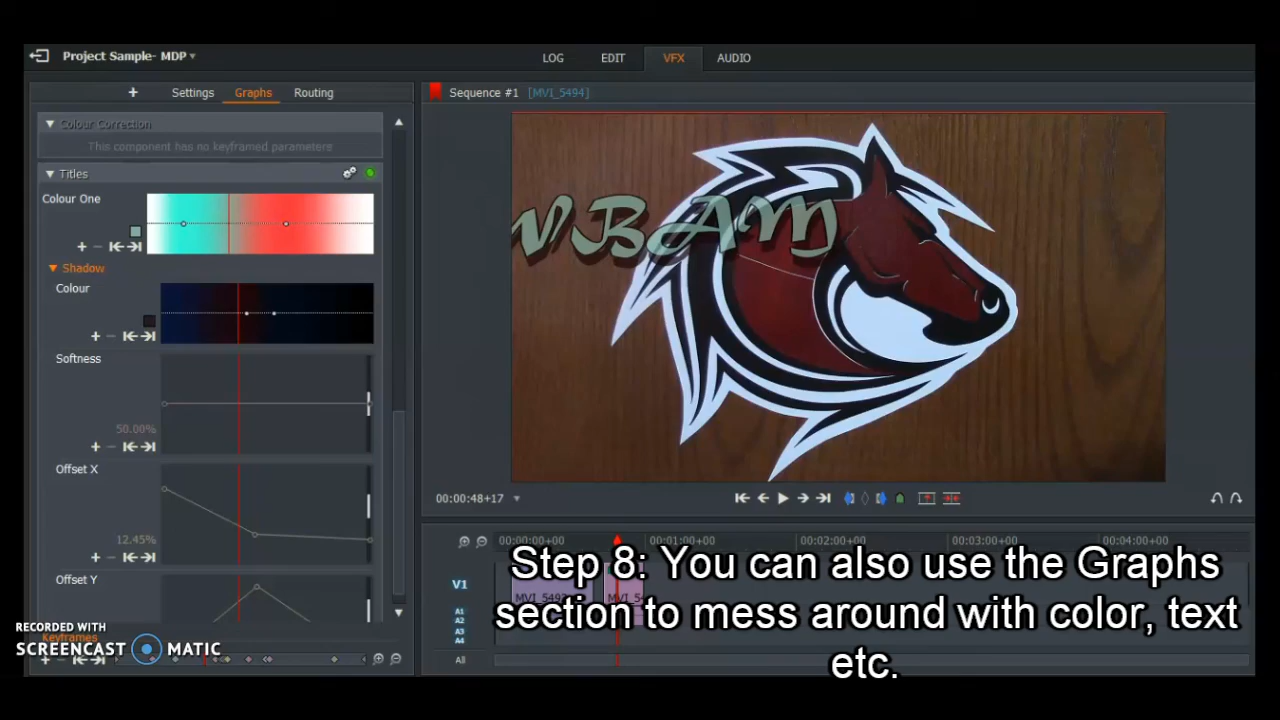 Project Sample- MDP
LOG
EDIT
VFX
AUDIO
+
Settings
Graphs
Routing
Sequence #1 [MVI_5494]
Colour Correction
This component has no keyframed parameters
Titles
Colour One
Shadow
Colour
Softness
50.00%
Offset X
12.45%
Offset Y
Keyframes
WBAM
00:00:48+17
00:00:00+00
00:01:00+00
00:02:00+00
00:03:00+00
00:04:00+00
V1
A1
A2
A3
A4
All
Step 8: You can also use the Graphs
section to mess around with color, text
etc.
RECORDED WITH
SCREENCAST MATIC